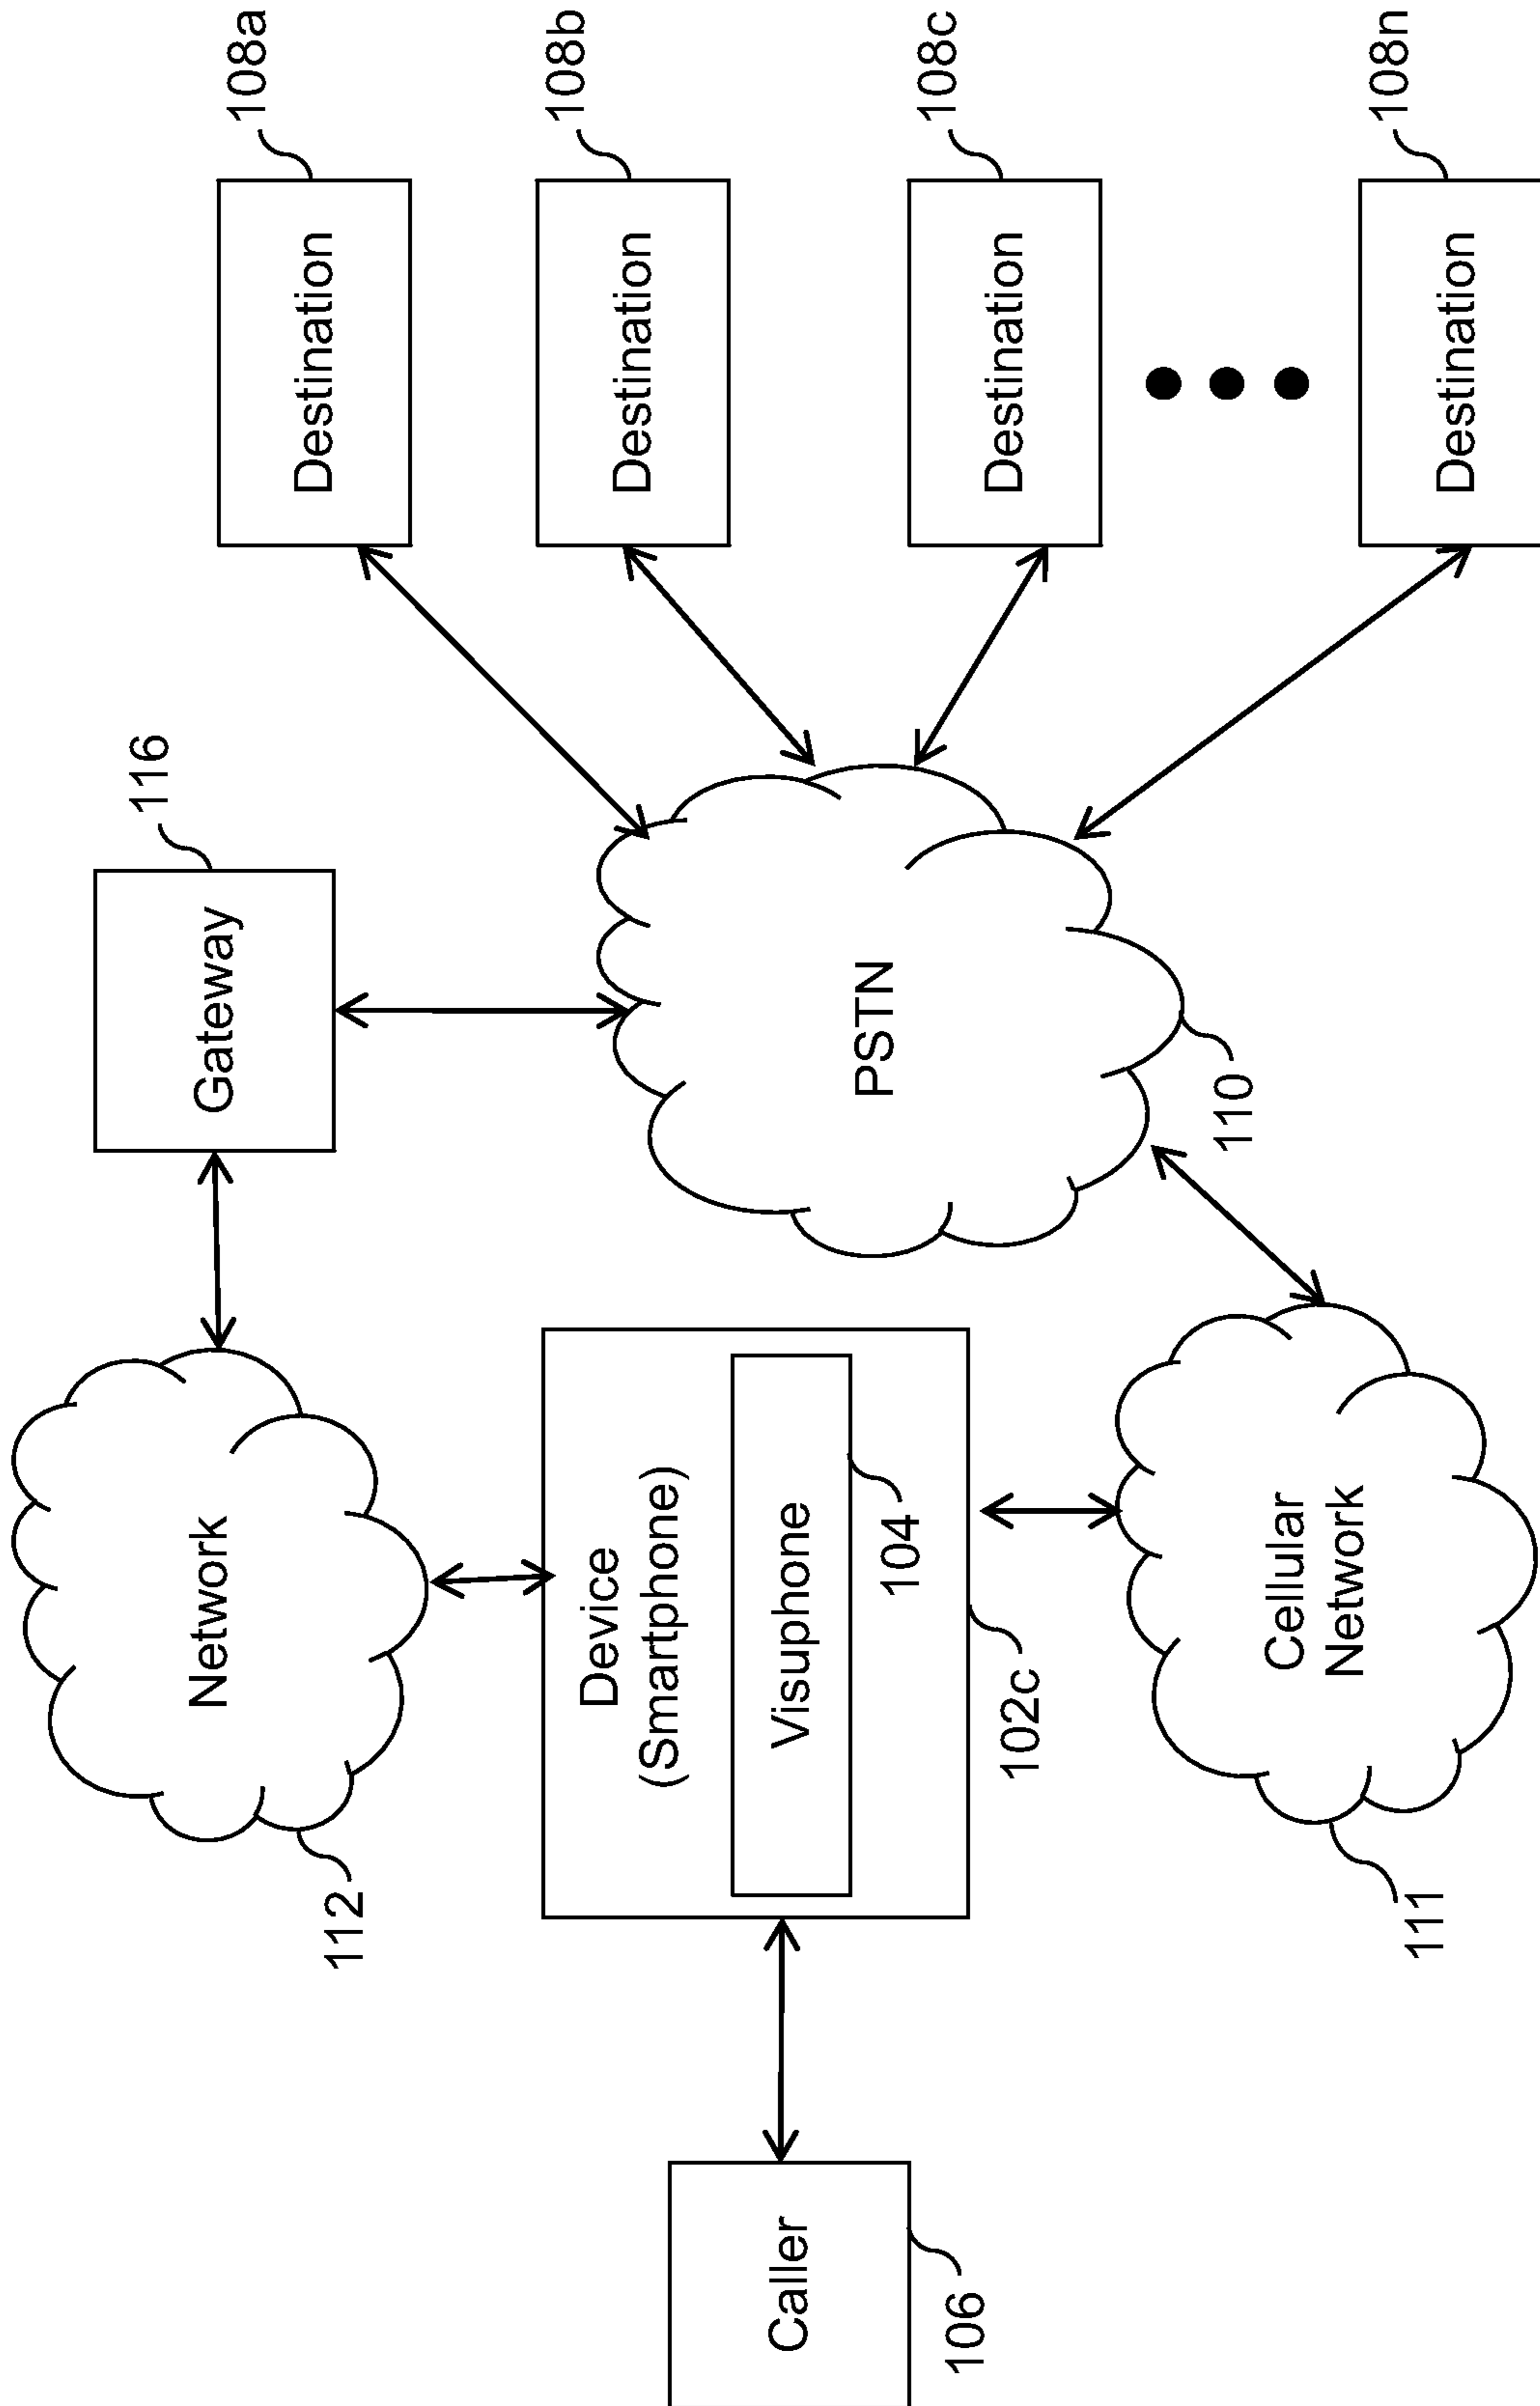 112
Network
Gateway
116
Caller
106
Device
(Smartphone)
Visuphone
104
102c
PSTN
110
Cellular
Network
111
Destination
108a
Destination
108b
Destination
108c
Destination
108n